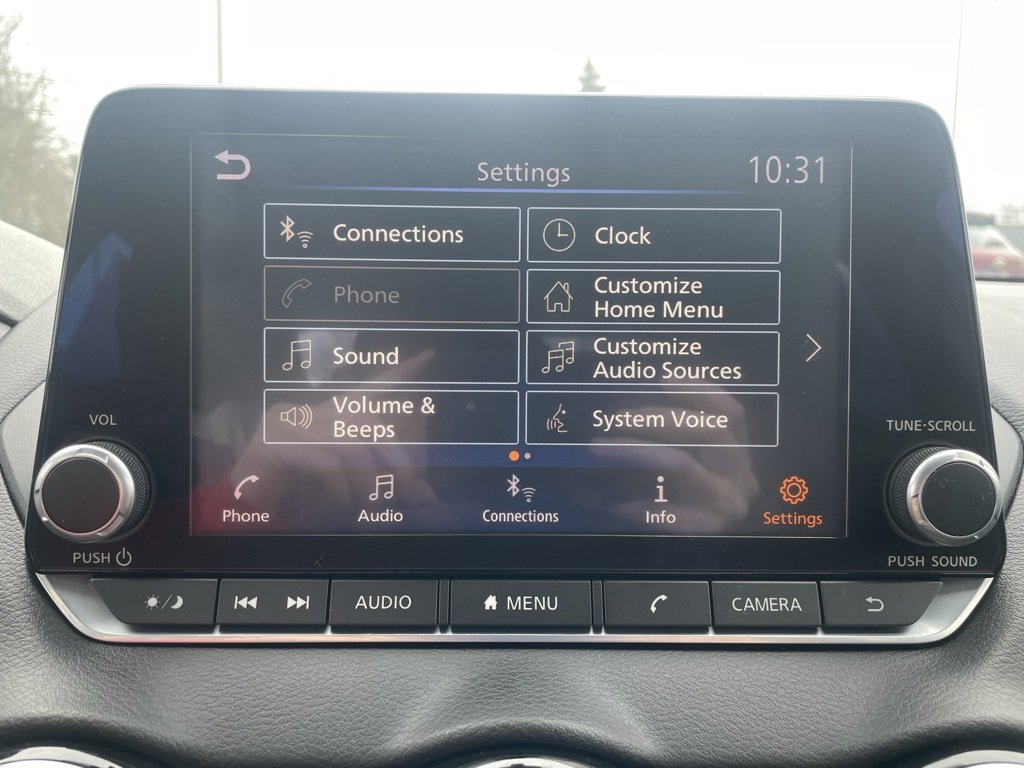 Settings
10:31
Connections
Clock
Phone
Customize
Home Menu
Sound
Customize
Audio Sources
Volume &
Beeps
System Voice
VOL
TUNE·SCROLL
Phone
Audio
Connections
Info
Settings
PUSH
PUSH SOUND
AUDIO
MENU
CAMERA